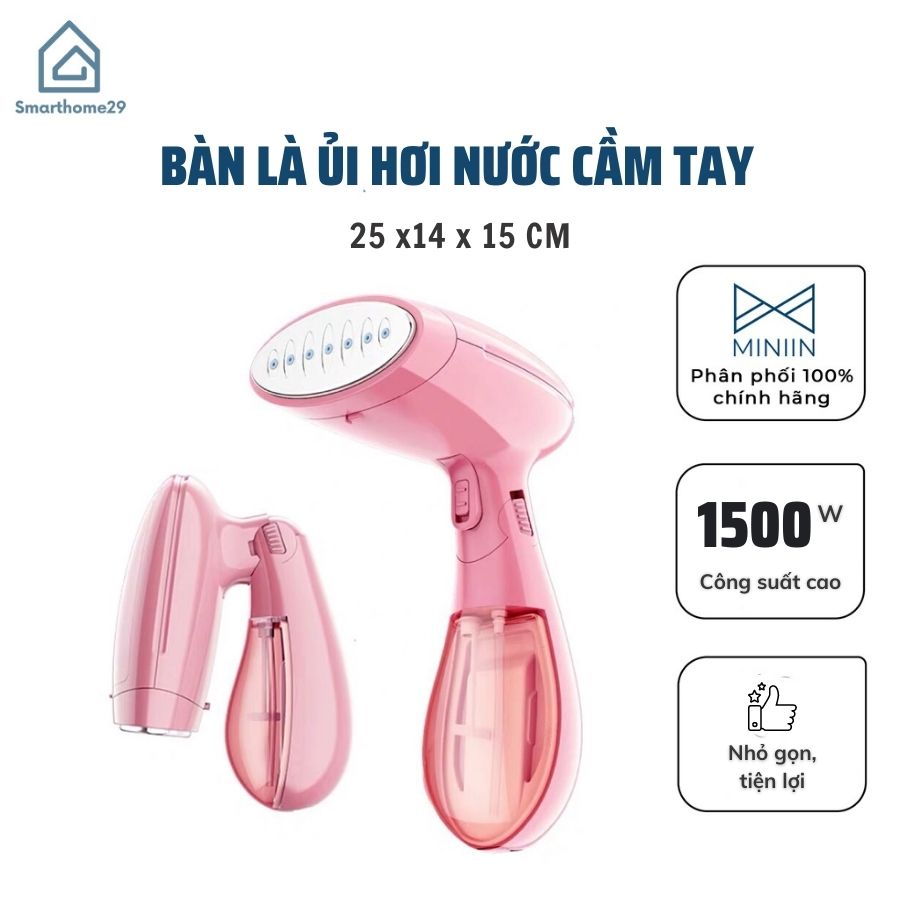 Smarthome29
BÀN LÀ ỦI HƠI NƯỚC CẦM TAY
25 x14 x 15 CM
MINIIN
Phân phối 100%
chính hãng
1500 W
Công suất cao
Nhỏ gọn,
tiện lợi